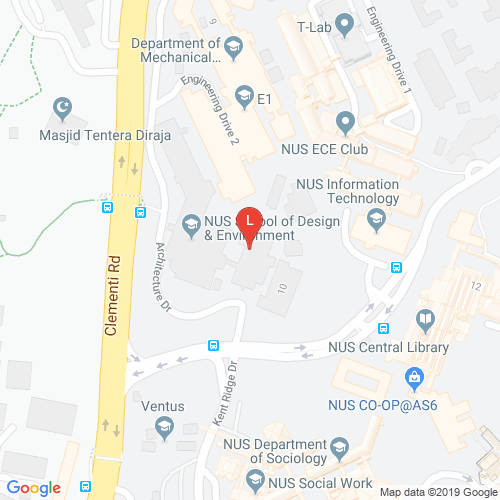 6
Department of
Mechanical...
T-Lab
Engineering Drive 1
E1
Engineering Drive 2
Masjid Tentera Diraja
NUS ECE Club
NUS Information
Technology
L
NUS School of Design
& Environment
Architecture Dr
Clementi Rd
10
12
NUS Central Library
Kent Ridge Dr
NUS CO-OP@AS6
Ventus
NUS Department
of Sociology
NUS Social Work
Google
Map data ©2019 Google